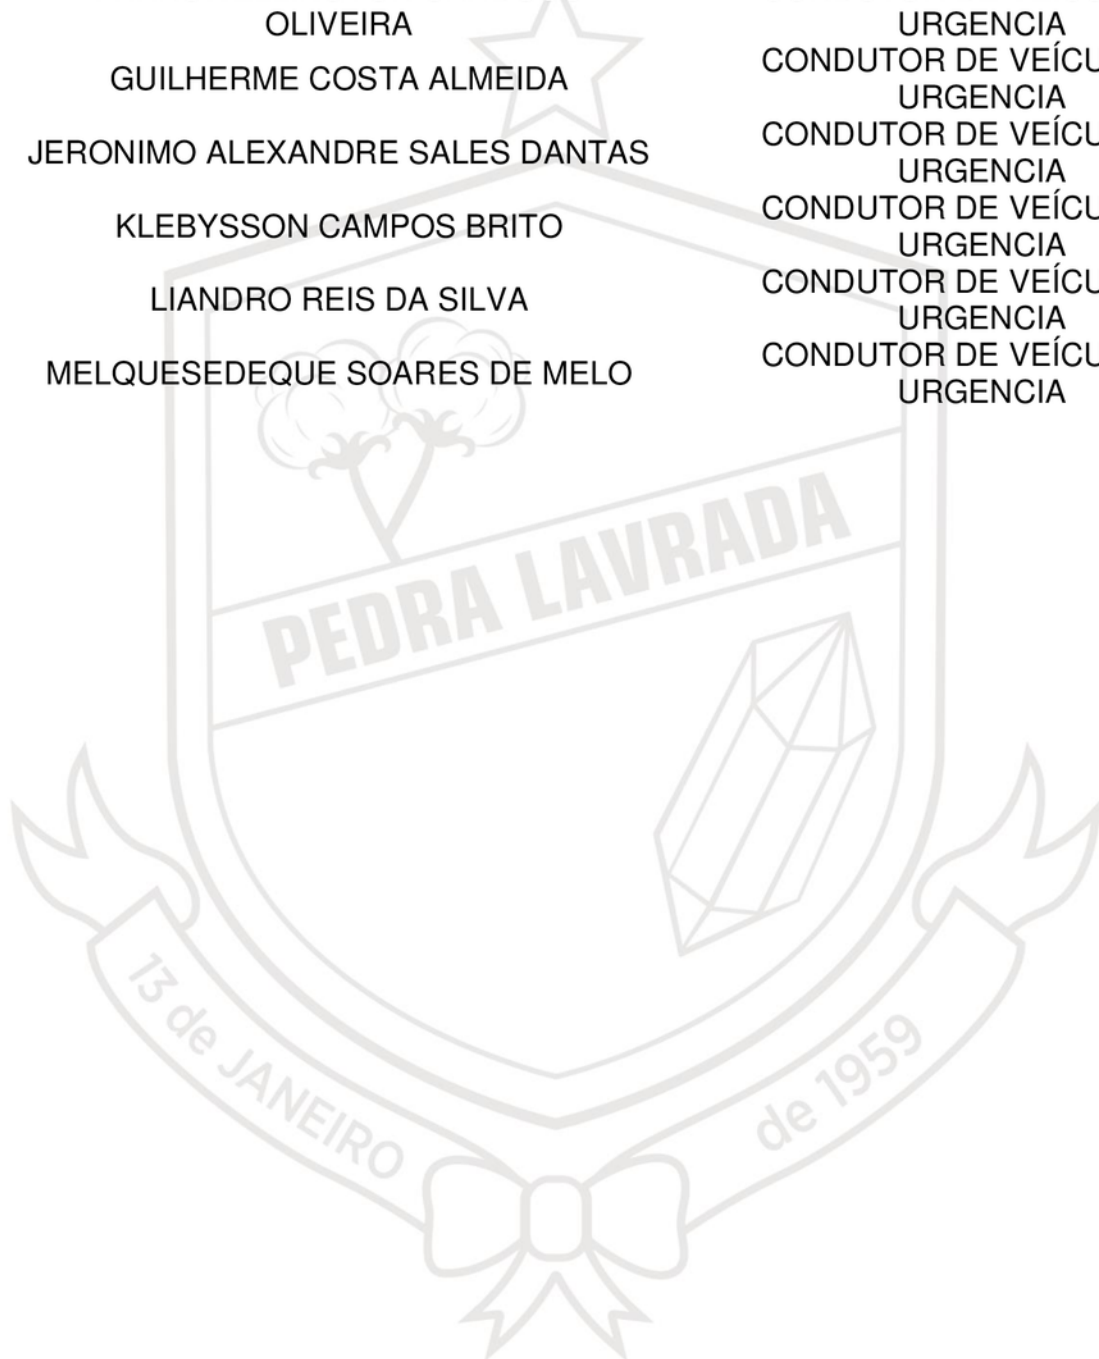 OLIVEIRA
URGENCIA
GUILHERME COSTA ALMEIDA
CONDUTOR DE VEÍCU
URGENCIA
JERONIMO ALEXANDRE SALES DANTAS
CONDUTOR DE VEÍCU
URGENCIA
KLEBYSSON CAMPOS BRITO
CONDUTOR DE VEÍCU
URGENCIA
LIANDRO REIS DA SILVA
CONDUTOR DE VEÍCU
URGENCIA
MELQUESEDEQUE SOARES DE MELO
CONDUTOR DE VEÍCU
URGENCIA
PEDRA LAVRADA
13 de JANEIRO
de 1959